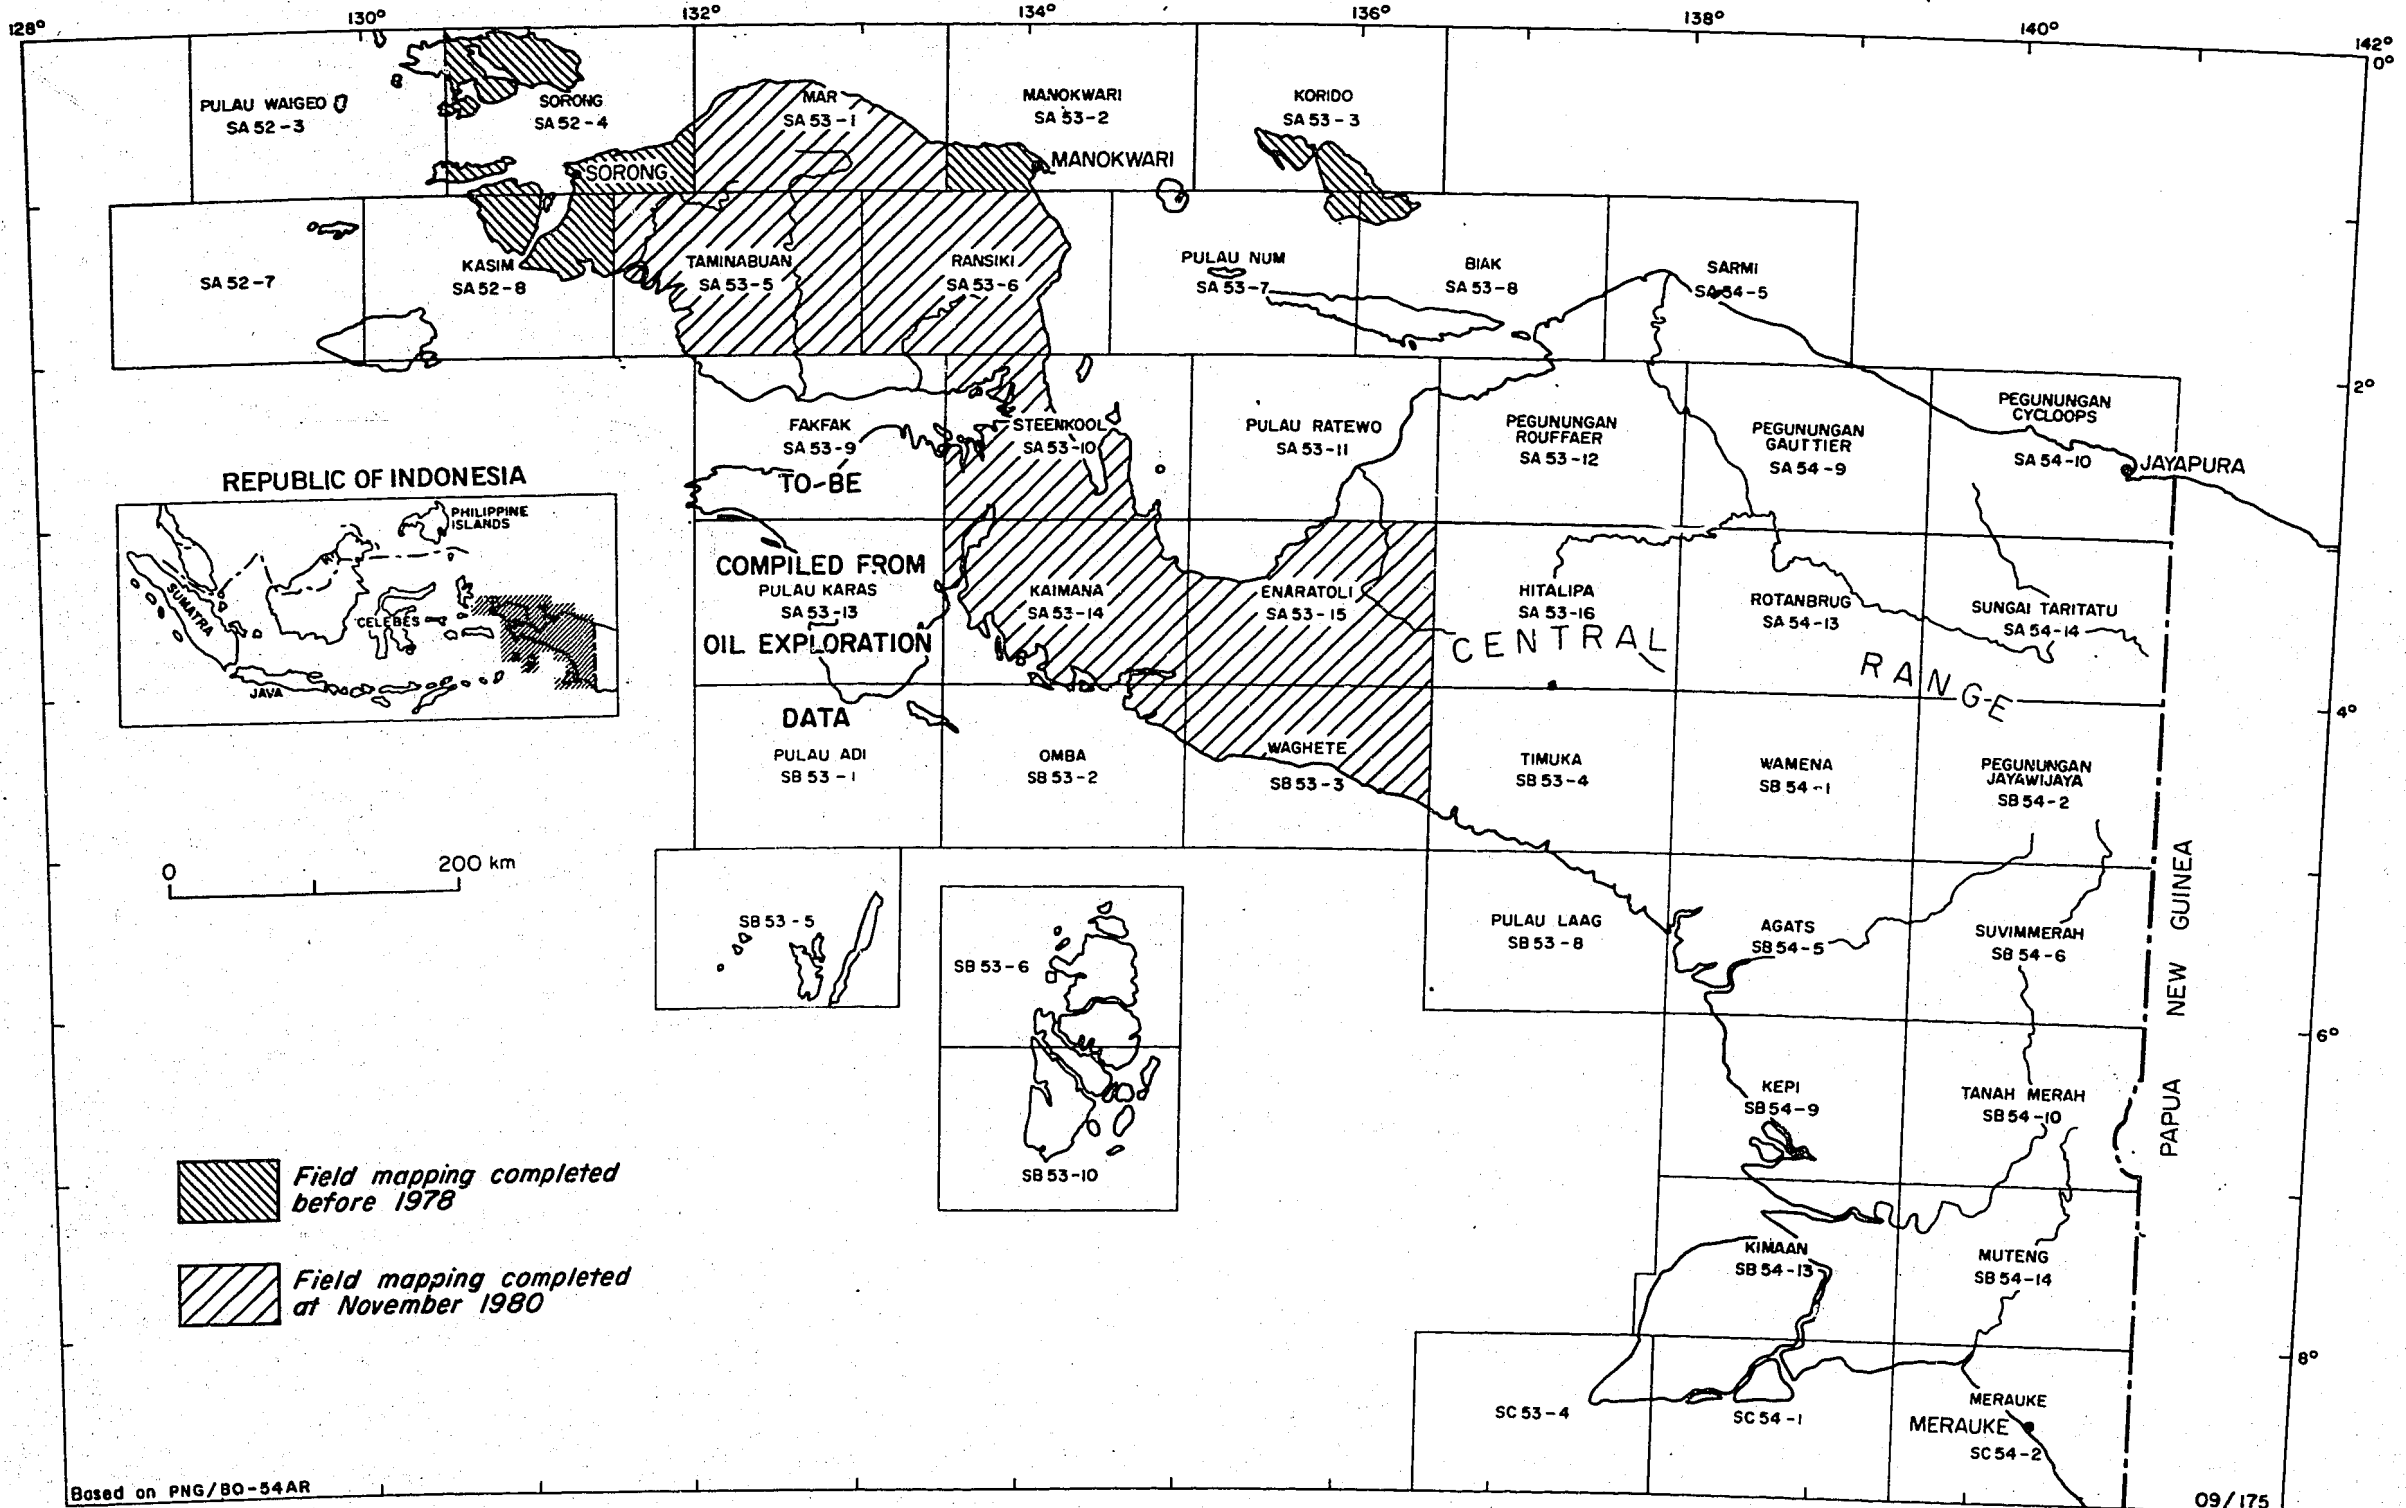 128°
130°
132°
134°
136°
138°
140°
142°
0°
PULAU WAIGEO
SA 52-3
SORONG
SA 52-4
MAR
SA 53-1
MANOKWARI
SA 53-2
KORIDO
SA 53-3
SORONG
MANOKWARI
SA 52-7
KASIM
SA 52-8
TAMINABUAN
SA 53-5
RANSIKI
SA 53-6
PULAU NUM
SA 53-7
BIAK
SA 53-8
SARMI
SA 54-5
2°
FAKFAK
SA 53-9
STEENKOOL
SA 53-10
PULAU RATEWO
SA 53-11
PEGUNUNGAN
ROUFFAER
SA 53-12
PEGUNUNGAN
GAUTTIER
SA 54-9
PEGUNUNGAN
CYCLOOPS
SA 54-10
JAYAPURA
TO-BE
COMPILED FROM
PULAU KARAS
SA 53-13
OIL EXPLORATION
DATA
KAIMANA
SA 53-14
ENARATOLI
SA 53-15
HITALIPA
SA 53-16
ROTANBRUG
SA 54-13
SUNGAI TARITATU
SA 54-14
CENTRAL RANGE
4°
PULAU ADI
SB 53-1
OMBA
SB 53-2
WAGHETE
SB 53-3
TIMUKA
SB 53-4
WAMENA
SB 54-1
PEGUNUNGAN
JAYAWIJAYA
SB 54-2
REPUBLIC OF INDONESIA
PHILIPPINE
ISLANDS
SUMATRA
CELEBES
JAVA
0 200 km
SB 53-5
SB 53-6
SB 53-10
PULAU LAAG
SB 53-8
AGATS
SB 54-5
SUVIMMERAH
SB 54-6
PAPUA NEW GUINEA
6°
KEPI
SB 54-9
TANAH MERAH
SB 54-10
KIMAAN
SB 54-13
MUTENG
SB 54-14
8°
SC 53-4
SC 54-1
MERAUKE
MERAUKE
SC 54-2
Field mapping completed
before 1978
Field mapping completed
at November 1980
Based on PNG/BO-54AR
09/175